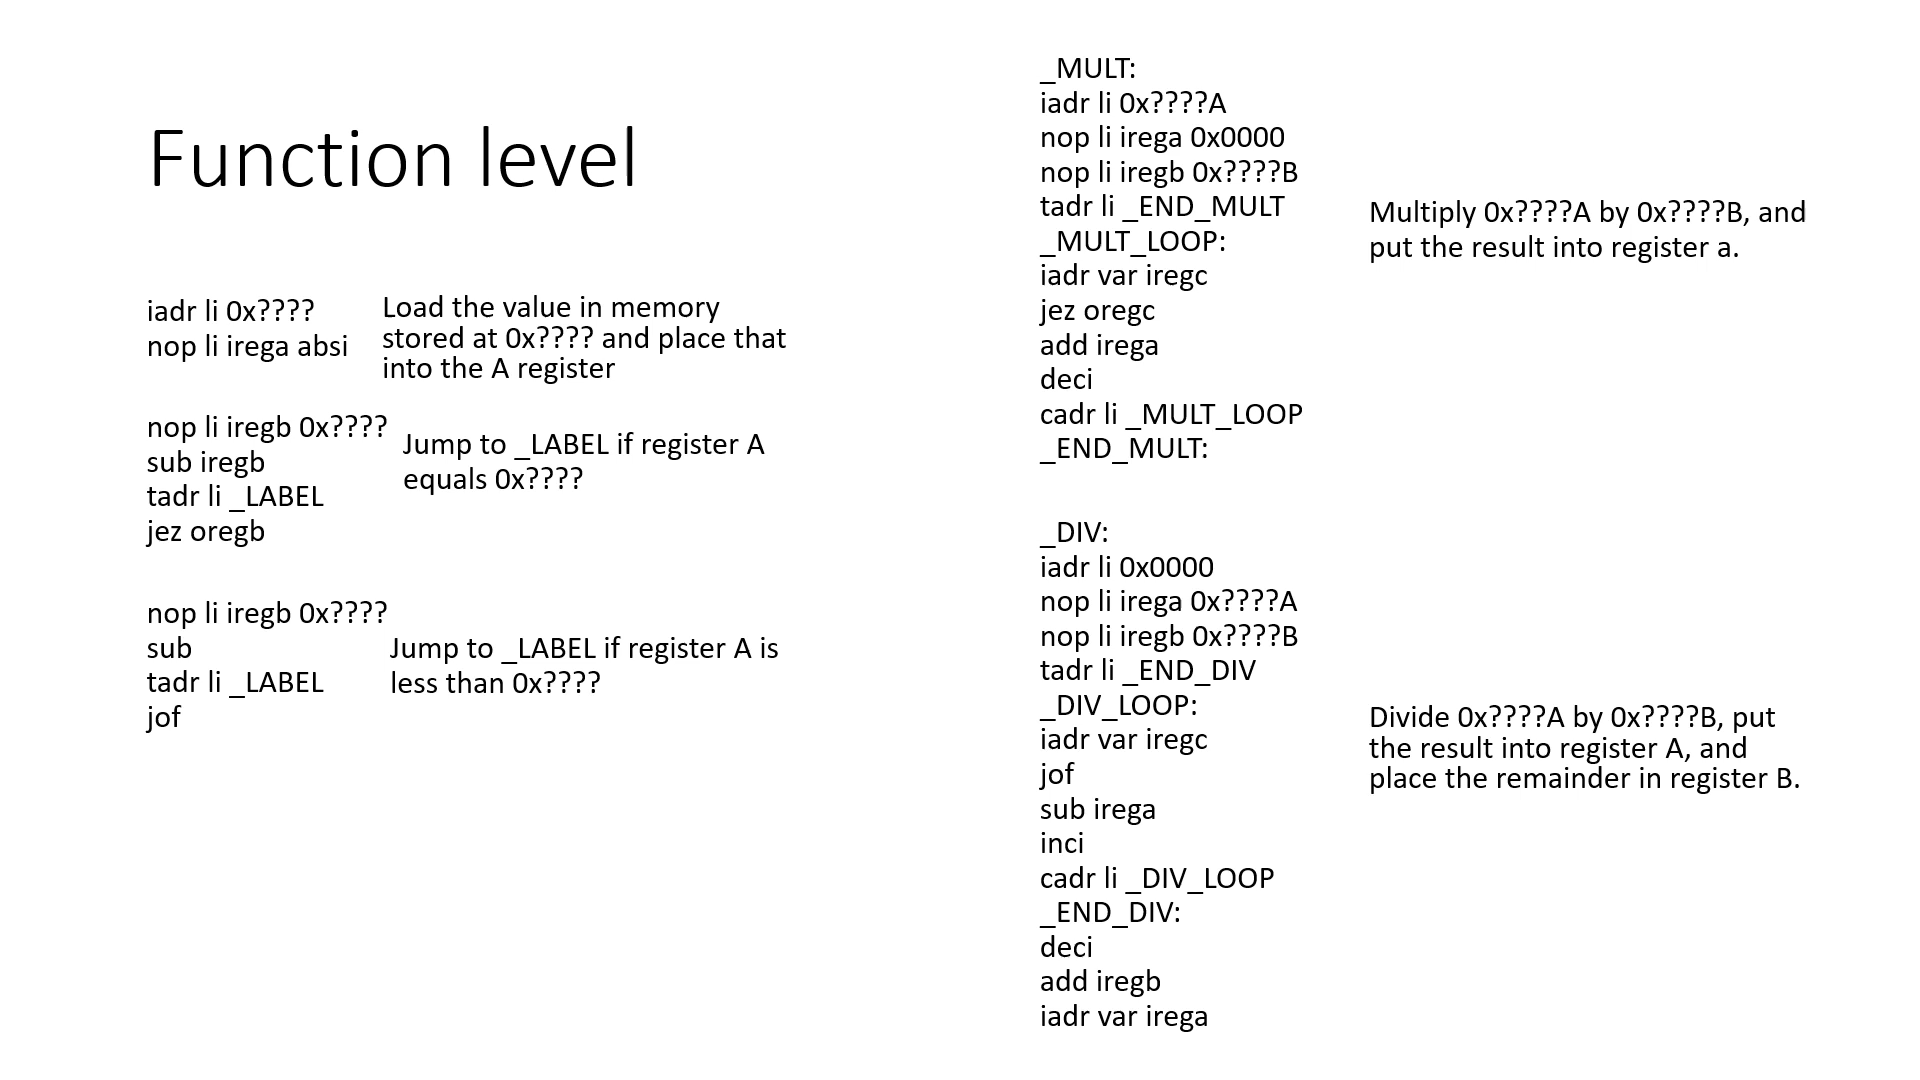 Function level
iadr li 0x????
nop li irega absi
Load the value in memory
stored at 0x???? and place that
into the A register
nop li iregb 0x????
sub iregb
tadr li _LABEL
jez oregb
Jump to _LABEL if register A
equals 0x????
nop li iregb 0x????
sub
tadr li _LABEL
jof
Jump to _LABEL if register A is
less than 0x????
_MULT:
iadr li 0x????A
nop li irega 0x0000
nop li iregb 0x????B
tadr li _END_MULT
_MULT_LOOP:
iadr var iregc
jez oregc
add irega
deci
cadr li _MULT_LOOP
_END_MULT:
Multiply 0x????A by 0x????B, and
put the result into register a.
_DIV:
iadr li 0x0000
nop li irega 0x????A
nop li iregb 0x????B
tadr li _END_DIV
_DIV_LOOP:
iadr var iregc
jof
sub irega
inci
cadr li _DIV_LOOP
_END_DIV:
deci
add iregb
iadr var irega
Divide 0x????A by 0x????B, put
the result into register A, and
place the remainder in register B.